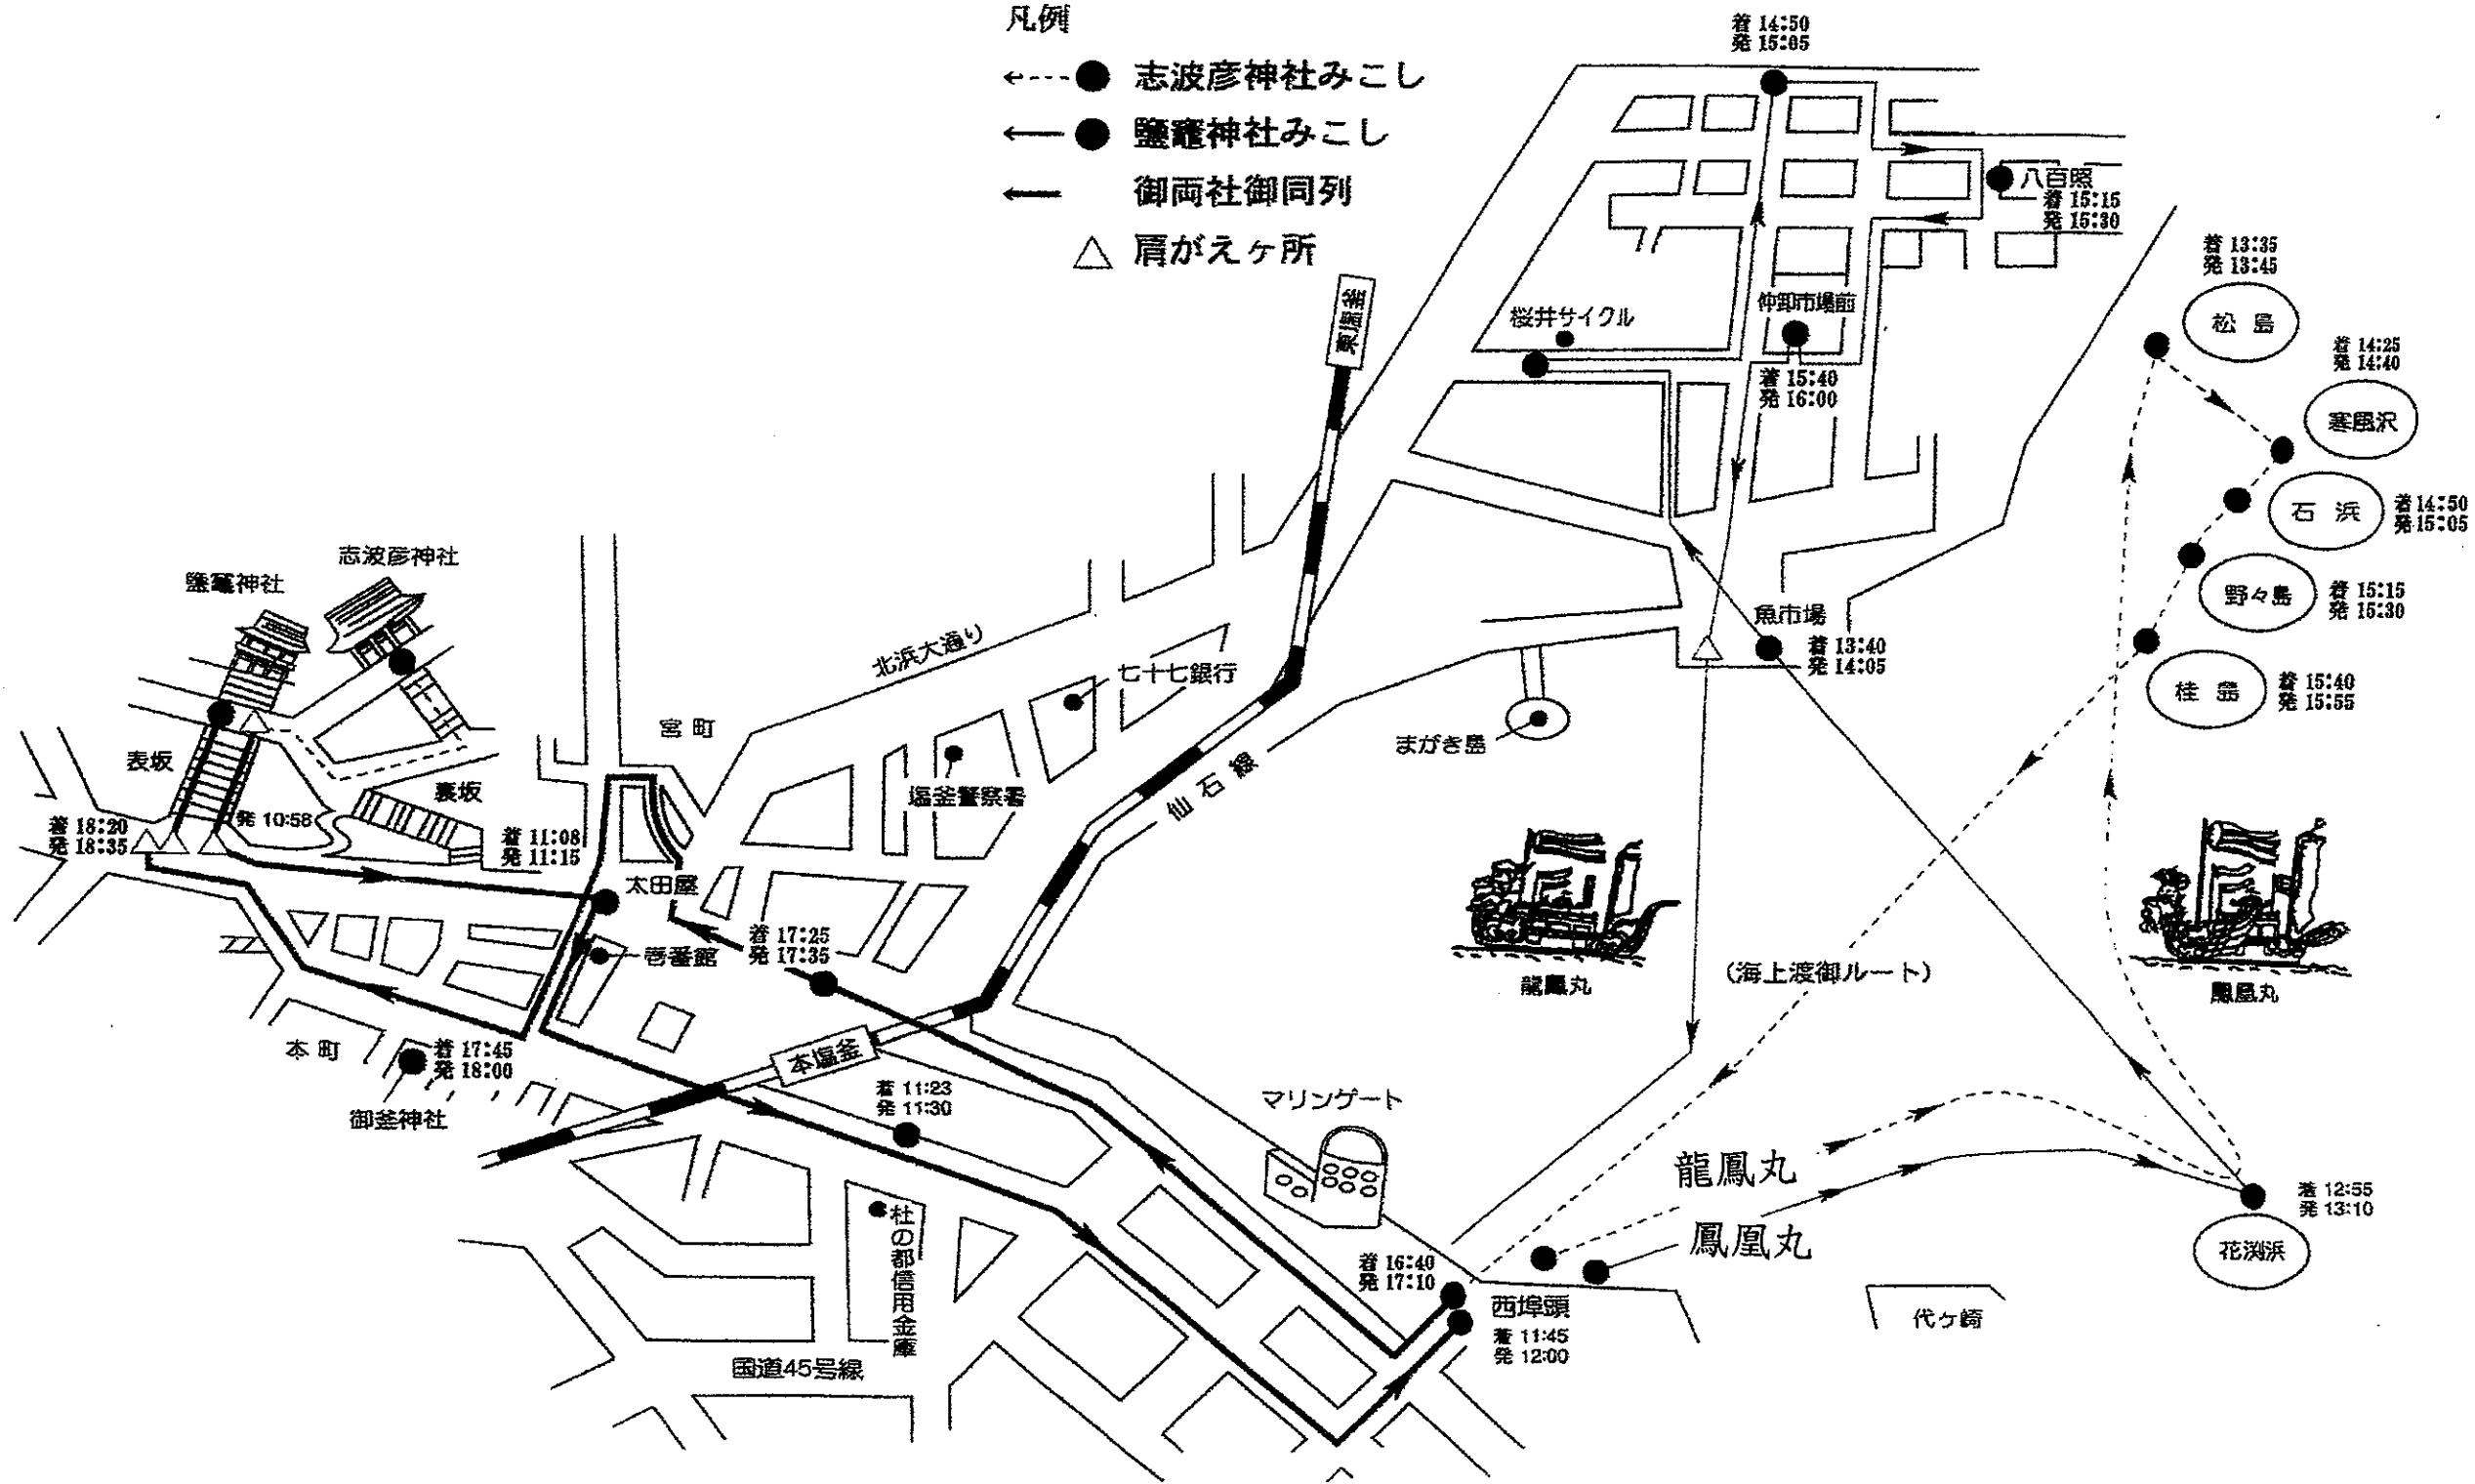 凡例
志波彦神社みこし
鹽竈神社みこし
御両社御同列
肩がえヶ所
着 14:50
発 15:05
八百照
着 15:15
発 15:30
着 13:35
発 13:45
松島
仲卸市場前
桜井サイクル
東塩釜
着 14:25
発 14:40
着 15:40
発 16:00
寒風沢
石浜
着 14:50
発 15:05
志波彦神社
鹽竈神社
野々島
着 15:15
発 15:30
魚市場
着 13:40
発 14:05
北浜大通り
七十七銀行
桂島
着 15:40
発 15:55
宮町
まがき島
表坂
裏坂
塩釜警察署
仙石線
発 10:58
着 18:20
発 18:35
着 11:08
発 11:15
太田屋
着 17:25
発 17:35
壱番館
(海上渡御ルート)
龍鳳丸
鳳凰丸
本町
着 17:45
発 18:00
本塩釜
着 11:23
発 11:30
御釜神社
マリンゲート
龍鳳丸
鳳凰丸
着 12:55
発 13:10
花渕浜
杜の都信用金庫
着 16:40
発 17:10
西埠頭
着 11:45
発 12:00
代ヶ崎
国道45号線